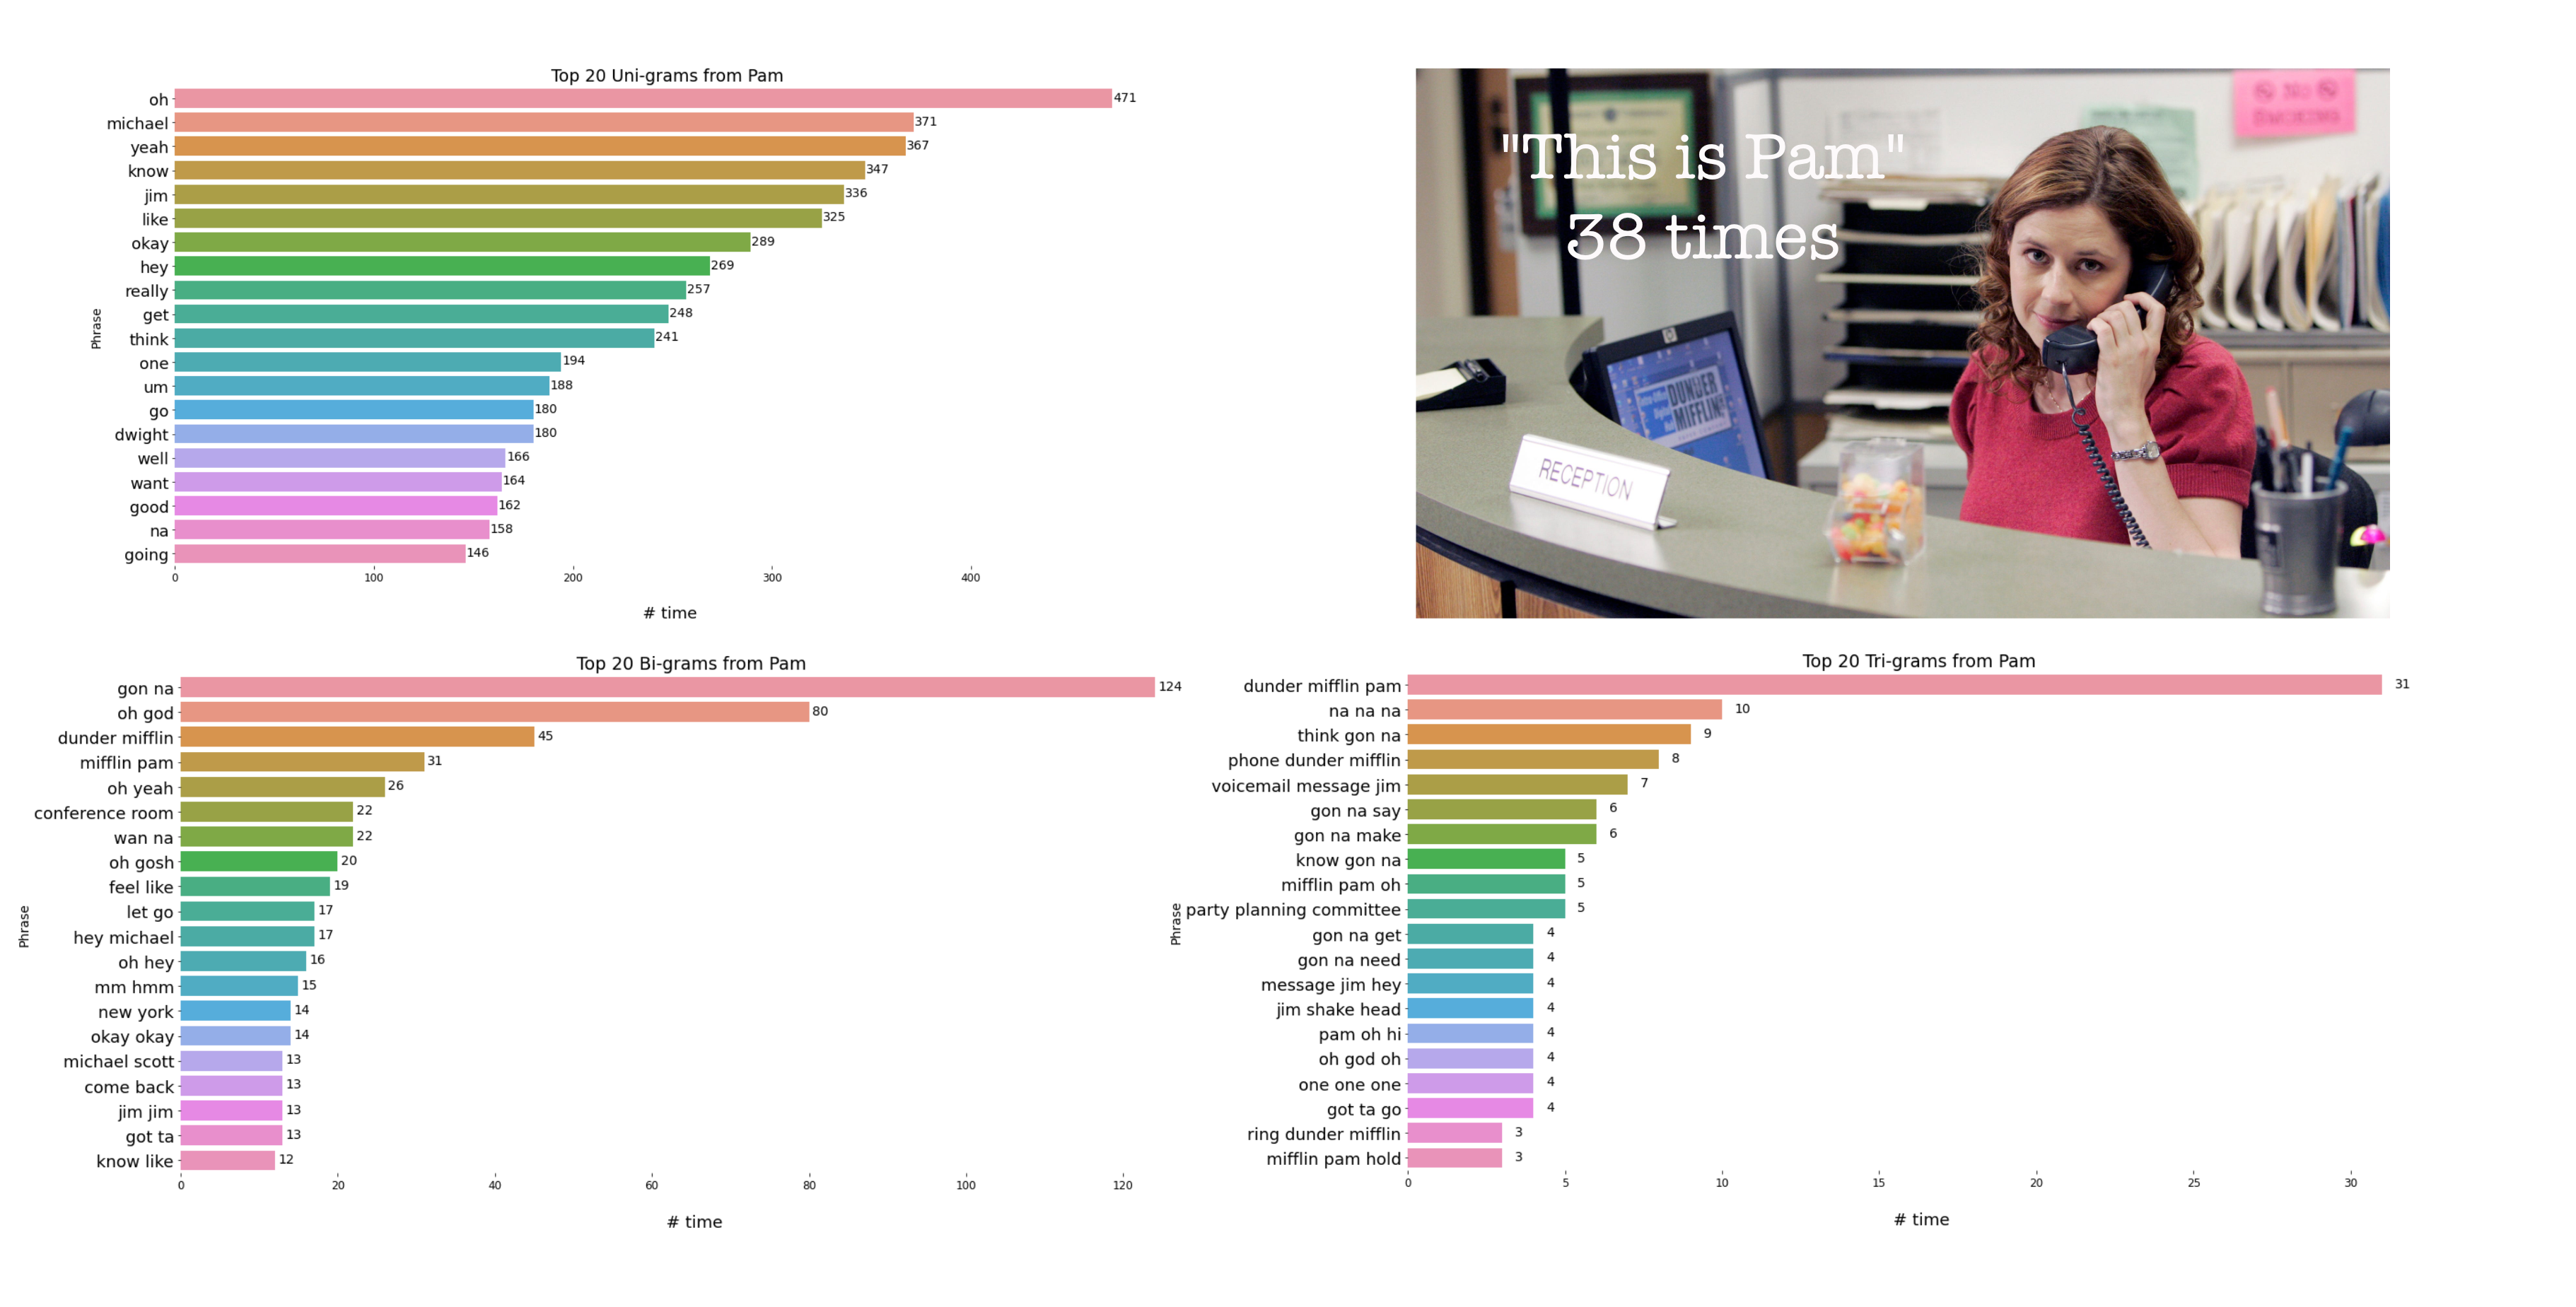 Top 20 Uni-grams from Pam
Phrase
oh 471
michael 371
yeah 367
know 347
jim 336
like 325
okay 289
hey 269
really 257
get 248
think 241
one 194
um 188
go 180
dwight 180
well 166
want 164
good 162
na 158
going 146
0 100 200 300 400
# time
"This is Pam"
38 times
DUNDER
MIFFLIN
RECEPTION
Top 20 Bi-grams from Pam
Phrase
gon na 124
oh god 80
dunder mifflin 45
mifflin pam 31
oh yeah 26
conference room 22
wan na 22
oh gosh 20
feel like 19
let go 17
hey michael 17
oh hey 16
mm hmm 15
new york 14
okay okay 14
michael scott 13
come back 13
jim jim 13
got ta 13
know like 12
0 20 40 60 80 100 120
# time
Top 20 Tri-grams from Pam
Phrase
dunder mifflin pam 31
na na na 10
think gon na 9
phone dunder mifflin 8
voicemail message jim 7
gon na say 6
gon na make 6
know gon na 5
mifflin pam oh 5
party planning committee 5
gon na get 4
gon na need 4
message jim hey 4
jim shake head 4
pam oh hi 4
oh god oh 4
one one one 4
got ta go 4
ring dunder mifflin 3
mifflin pam hold 3
0 5 10 15 20 25 30
# time